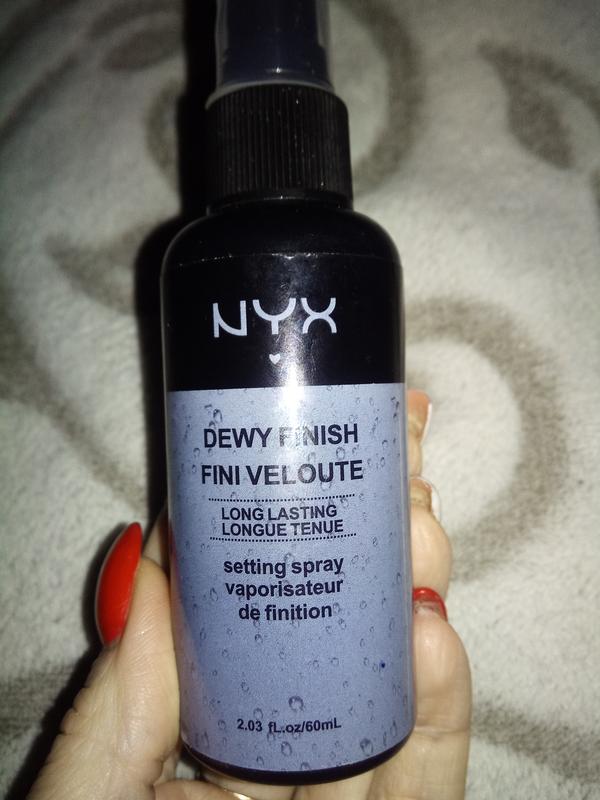 NYX
DEWY FINISH
FINI VELOUTE
LONG LASTING
LONGUE TENUE
setting spray
vaporisateur
de finition
2.03 fL.oz/60mL